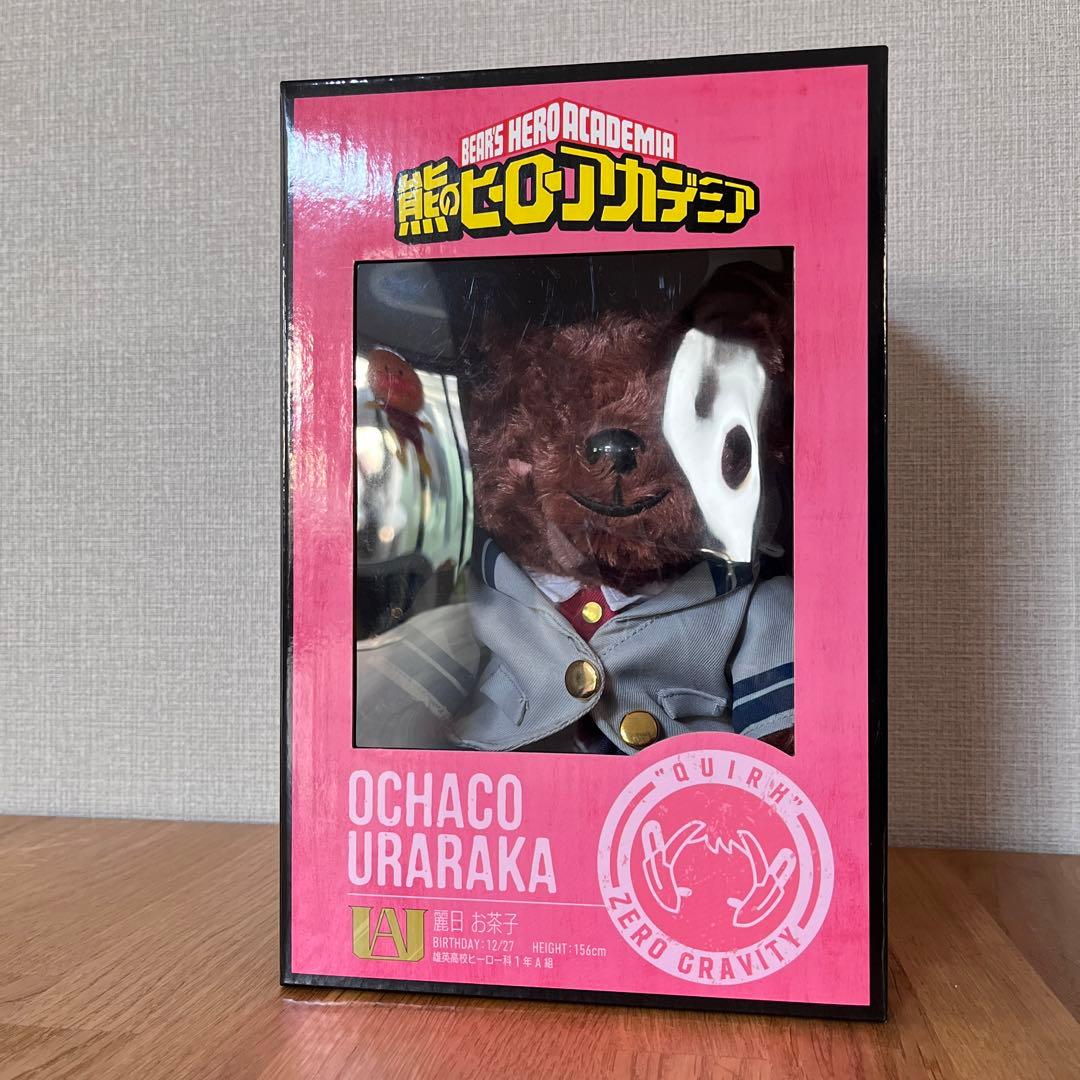 BEAR'S HERO ACADEMIA
熊のヒーローアカデミア
OCHACO
URARAKA
UA
麗日 お茶子
BIRTHDAY:12/27 HEIGHT:156cm
雄英高校ヒーロー科1年A組
"QUIRK"
ZERO GRAVITY